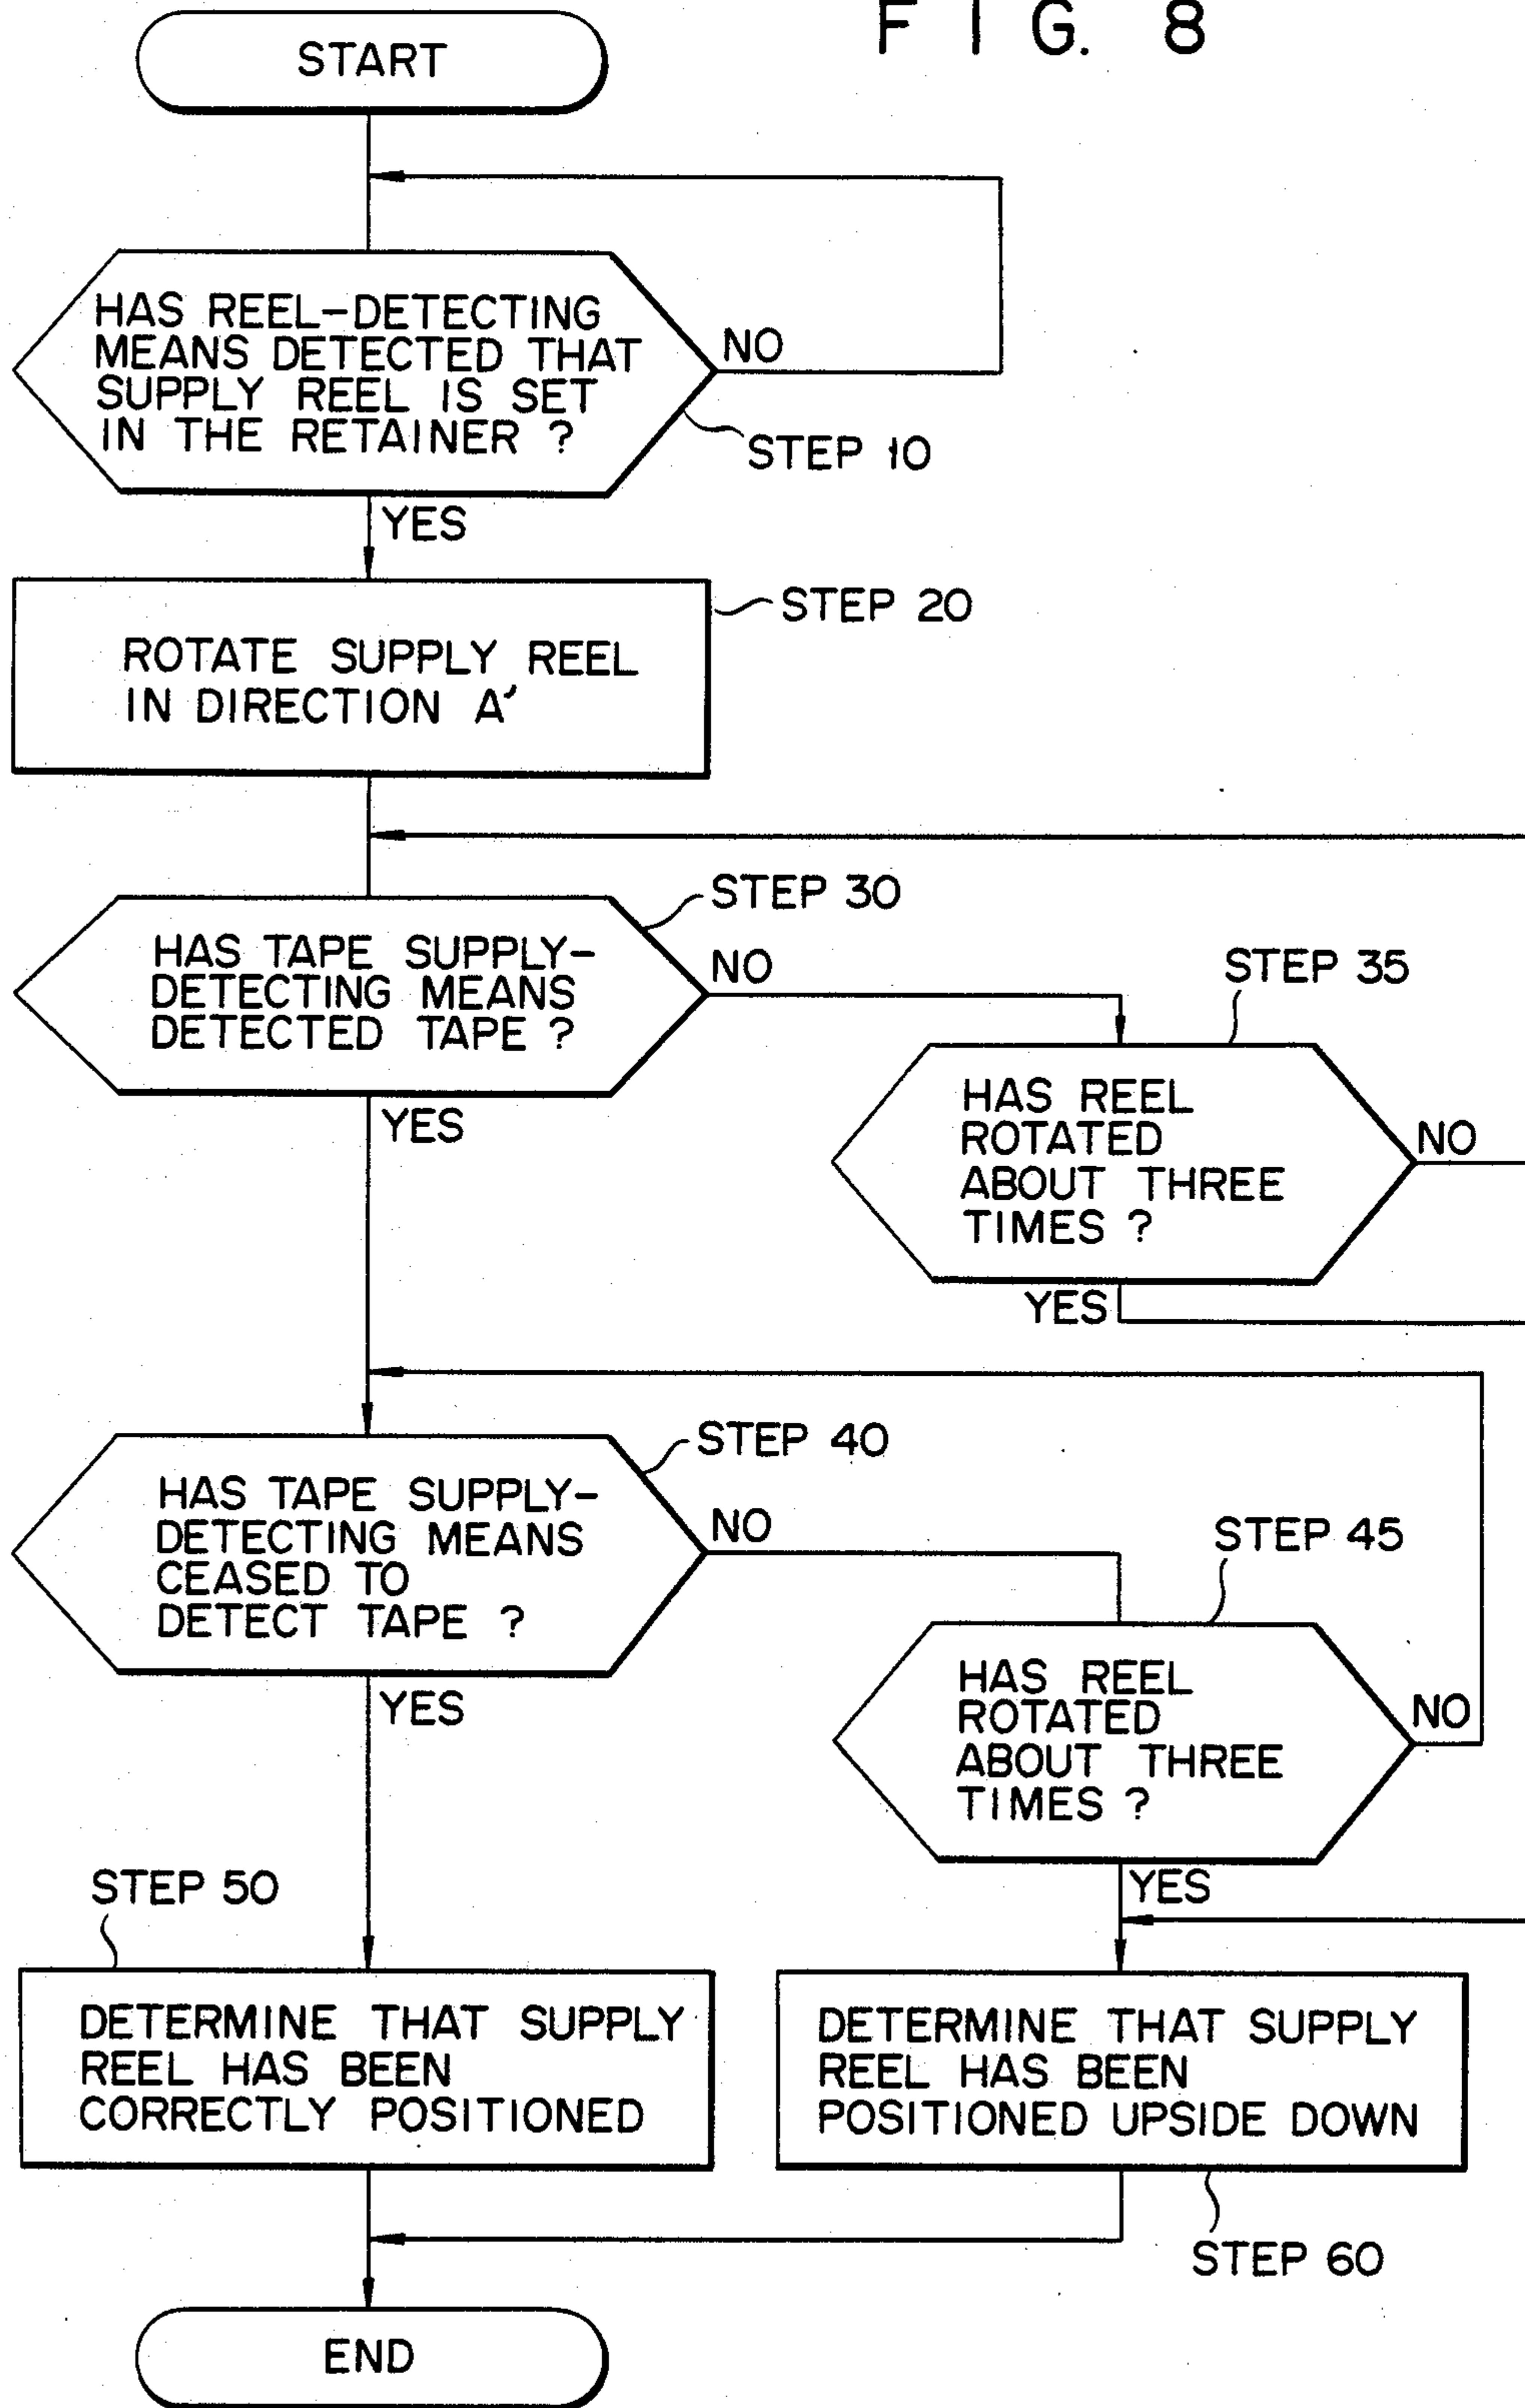 FIG. 8
START
HAS REEL-DETECTING
MEANS DETECTED THAT
SUPPLY REEL IS SET
IN THE RETAINER ?
NO
STEP 10
YES
STEP 20
ROTATE SUPPLY REEL
IN DIRECTION A'
STEP 30
HAS TAPE SUPPLY-
DETECTING MEANS
DETECTED TAPE ?
NO
YES
STEP 35
HAS REEL
ROTATED
ABOUT THREE
TIMES ?
NO
YES
STEP 40
HAS TAPE SUPPLY-
DETECTING MEANS
CEASED TO
DETECT TAPE ?
NO
YES
STEP 45
HAS REEL
ROTATED
ABOUT THREE
TIMES ?
NO
YES
STEP 50
DETERMINE THAT SUPPLY
REEL HAS BEEN
CORRECTLY POSITIONED
DETERMINE THAT SUPPLY
REEL HAS BEEN
POSITIONED UPSIDE DOWN
STEP 60
END